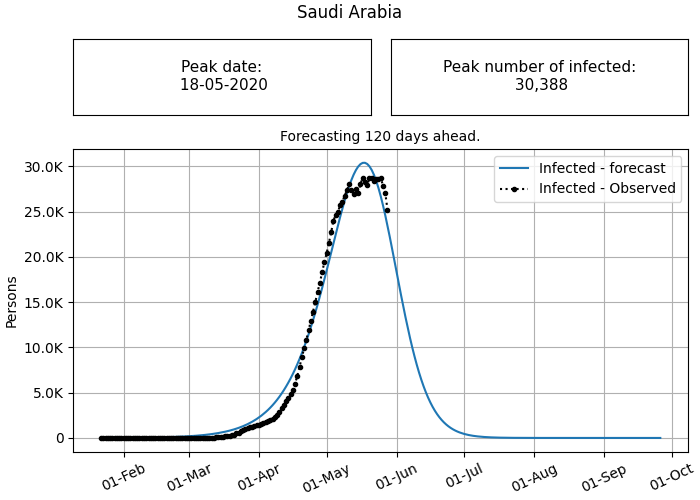 Saudi Arabia
Peak date:
18-05-2020
Peak number of infected:
30,388
Forecasting 120 days ahead.
Infected - forecast
Infected - Observed
Persons
30.0K
25.0K
20.0K
15.0K
10.0K
5.0K
0
01-Feb
01-Mar
01-Apr
01-May
01-Jun
01-Jul
01-Aug
01-Sep
01-Oct